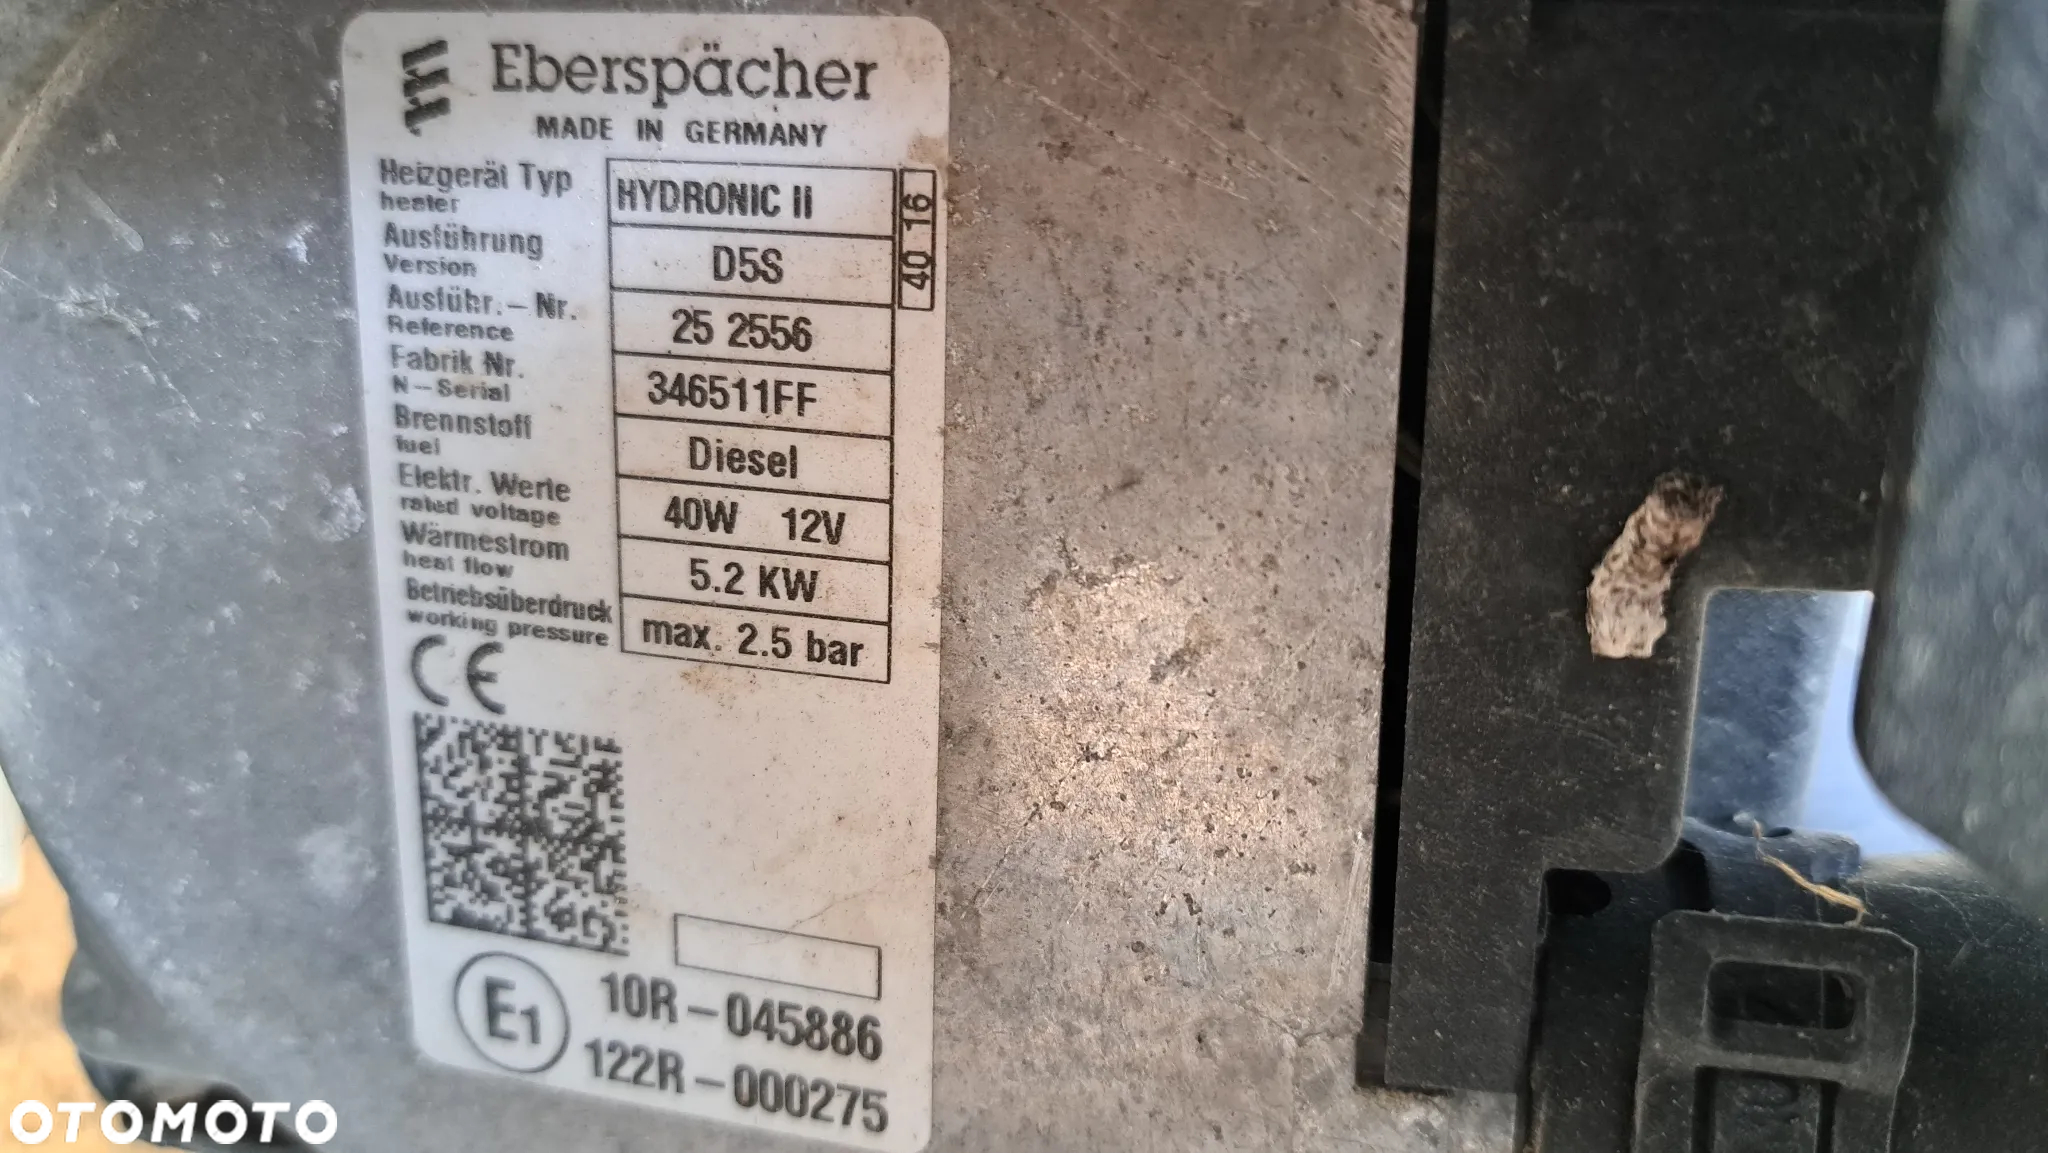 Eberspächer
MADE IN GERMANY
Heizgerät Typ
heater
HYDRONIC II
40 16
Ausführung
Version
D5S
Ausführ.-Nr.
Reference
25 2556
Fabrik Nr.
N-Serial
346511FF
Brennstoff
fuel
Diesel
Elektr. Werte
rated voltage
40W 12V
Wärmestrom
heat flow
5.2 KW
Betriebsüberdruck
working pressure
max. 2.5 bar
CE
E1
10R-045886
122R-000275
OTOMOTO